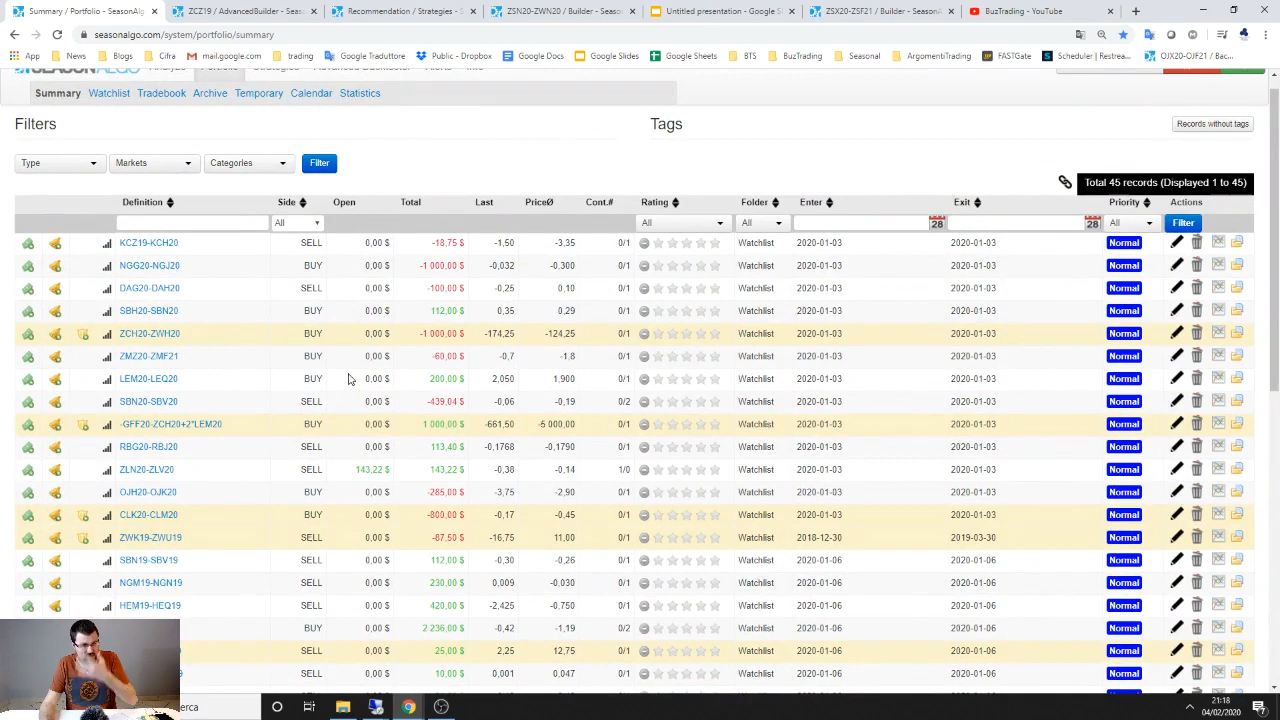 Summary / Portfolio - SeasonAlg
ZCZ19 / AdvancedBuilder - Seas
Recommendation / Strategies - S
ZSN20-ZWN20 / Builder - Season
Untitled presentation - Google S
ZSX20-ZSF21 / Builder - SeasonA
BuzTrading - YouTube
seasonalgo.com/system/portfolio/summary
App
News
Blogs
Cifra
mail.google.com
trading
Google Traduttore
Public - Dropbox
Google Docs
Google Slides
Google Sheets
BTS
BuzTrading
Seasonal
ArgomentiTrading
FASTGate
Scheduler | Restrea...
OJX20-OJF21 / Bac...
Summary Watchlist Tradebook Archive Temporary Calendar Statistics
Filters
Tags
Records without tags
Type Markets Categories Filter
Total 45 records (Displayed 1 to 45)
Definition Side Open Total Last Price Cont.# Rating Folder Enter Exit Priority Actions
All All All 28 28 All Filter
KCZ19-KCH20 SELL 0,00 $ -18,75 $ -4,50 3,35 0/1 Watchlist 2020-01-03 2020-01-03 Normal
NGG20-NGJ20 BUY 0,00 $ -0,032 -0.300 0/1 Watchlist 2020-01-03 2020-01-03 Normal
DAG20-DAH20 SELL 0,00 $ -100,00 $ -0,25 0,10 0/1 Watchlist 2020-01-03 2020-01-03 Normal
SBH20-SBN20 BUY 0,00 $ 112,00 $ 0,35 0,29 0/1 Watchlist 2020-01-03 2020-01-03 Normal
ZCH20-ZWH20 BUY 0,00 $ -1 000,00 $ -174,25 -124,25 0/1 Watchlist 2020-01-03 2020-01-03 Normal
ZMZ20-ZMF21 BUY 0,00 $ -60,00 $ -0,7 -1,8 0/1 Watchlist 2020-01-03 2020-01-03 Normal
LEM20-LEQ20 BUY 0,00 $ 200,00 $ 2,050 1,900 0/1 Watchlist 2020-01-03 2020-01-03 Normal
SBN20-SBV20 SELL 0,00 $ -439,04 $ -0,06 -0,19 0/2 Watchlist 2020-01-03 2020-01-03 Normal
-GFF20-ZCH20+2*LEM20 BUY 0,00 $ 1 000,00 $ 661,50 0/1 Watchlist 2020-01-03 2020-01-03 Normal
RBG20-RBJ20 SELL 0,00 $ 113,40 $ -0,1790 0/1 Watchlist 2020-01-03 2020-01-03 Normal
ZLN20-ZLV20 SELL 143,22 $ 143,22 $ -0,38 -0,14 1/0 Watchlist 2020-01-03 2020-01-03 Normal
OJH20-OJK20 BUY 0,00 $ -285,00 $ -3,75 -2,90 0/1 Watchlist 2020-01-03 2020-01-03 Normal
CLK20-CLM20 BUY 0,00 $ -800,00 $ -0,17 -0,45 0/1 Watchlist 2020-01-03 2020-01-03 Normal
ZWK19-ZWU19 BUY 0,00 $ -87,50 $ -16,75 11,00 0/1 Watchlist 2018-12-30 2019-03-30 Normal
SBN19-SBV19 SELL 0,00 $ 112,00 $ -0,30 -0,26 0/1 Watchlist 2020-01-06 2020-01-06 Normal
NGM19-NGN19 SELL 0,00 $ 230,00 $ 0,009 -0,030 0/1 Watchlist 2020-01-06 2020-01-06 Normal
HEM19-HEQ19 SELL 0,00 $ 420,00 $ -2,425 -0,750 0/1 Watchlist 2020-01-06 2020-01-06 Normal
BUY 0,00 $ 2 236,00 $ -0,42 -1,19 0/2 Watchlist 2020-01-06 2020-01-06 Normal
SELL 0,00 $ 25,00 $ 2,25 12,75 0/1 Watchlist 2020-01-06 2020-01-06 Normal
SELL 0,00 $ 10,00 $ 0,001 0.047 0/1 Watchlist 2020-01-06 2020-01-06 Normal
erca
21:18
04/02/2020